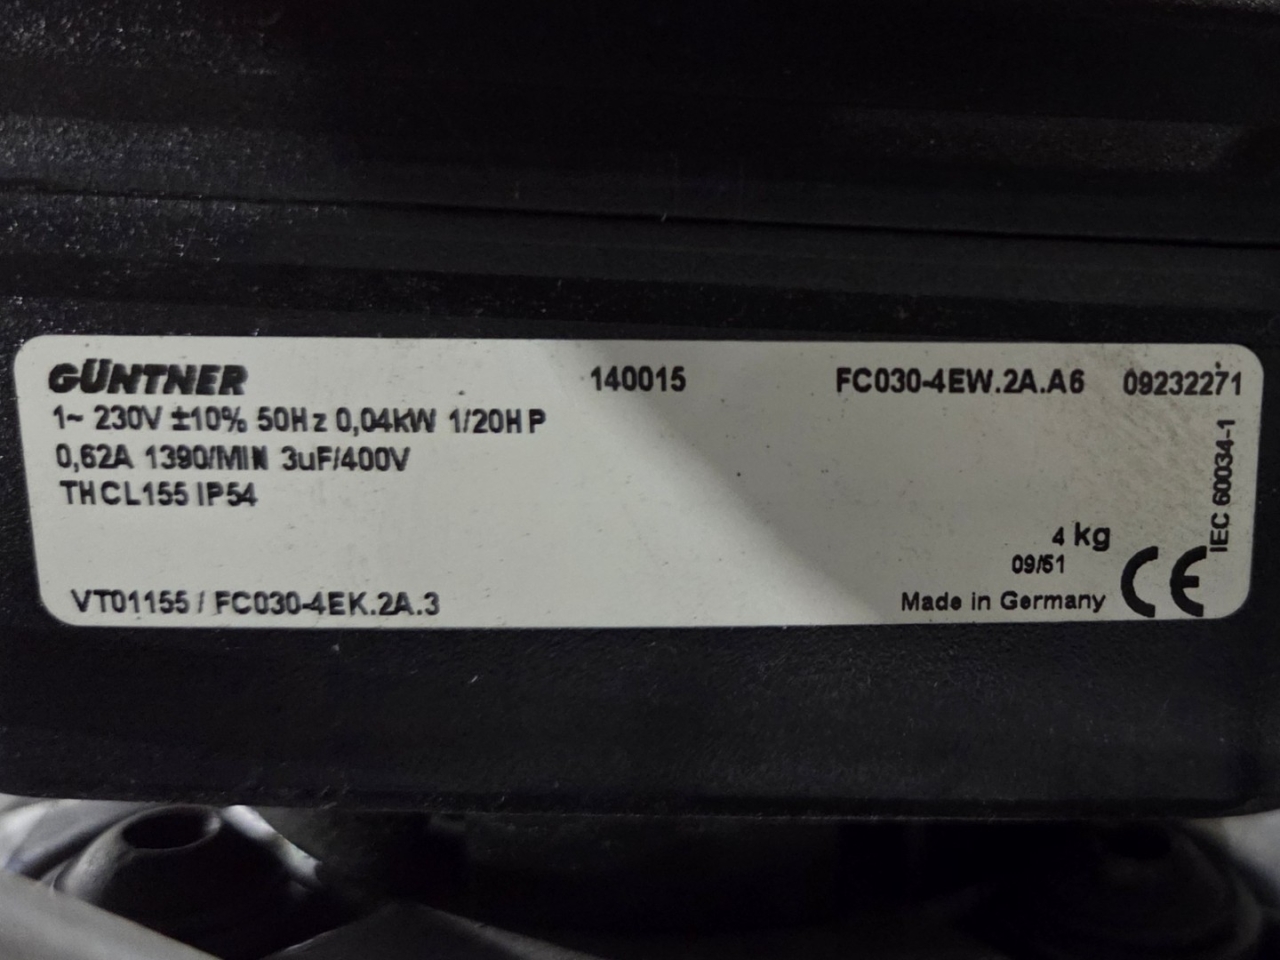 GÜNTNER 140015 FC030-4EW.2A.A6 09232271
1~ 230V ±10% 50Hz 0,04kW 1/20HP
0,62A 1390/MIN 3uF/400V
THCL155 IP54
IEC 60034-1
4 kg
09/51
VT01155 / FC030-4EK.2A.3 Made in Germany CE